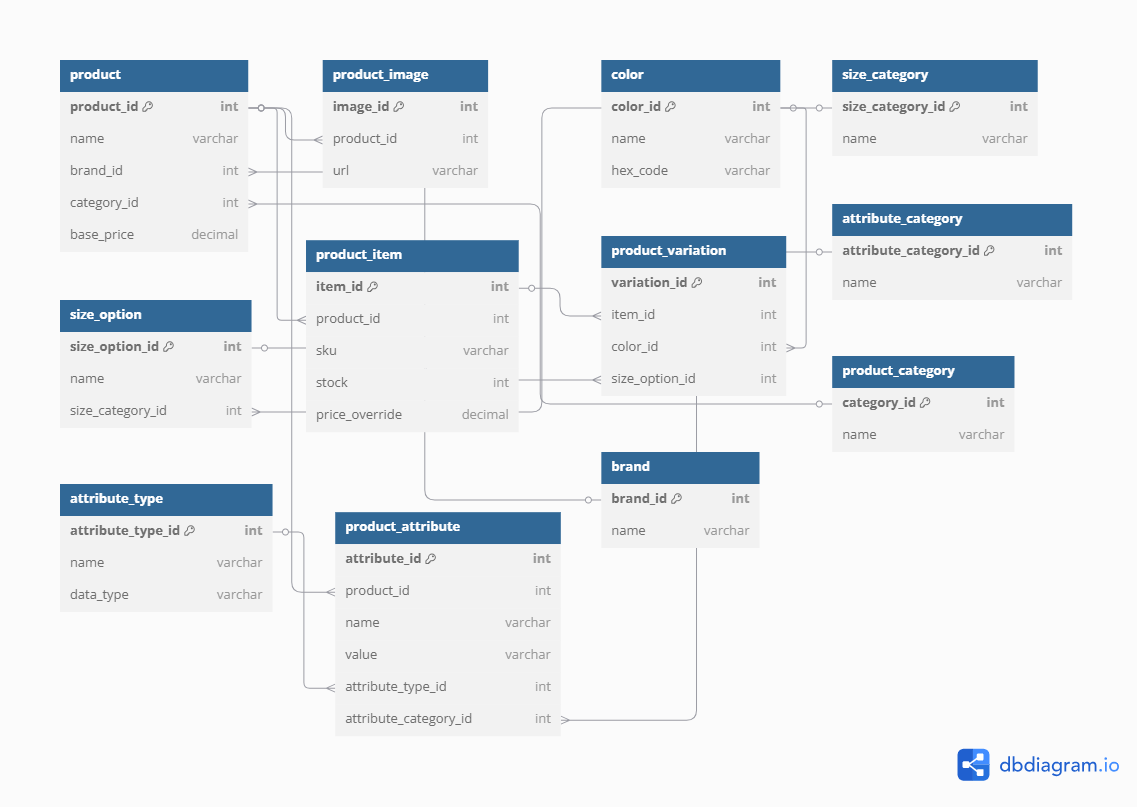 product
product_id int
name varchar
brand_id int
category_id int
base_price decimal
product_image
image_id int
product_id int
url varchar
color
color_id int
name varchar
hex_code varchar
size_category
size_category_id int
name varchar
attribute_category
attribute_category_id int
name varchar
product_item
item_id int
product_id int
sku varchar
stock int
price_override decimal
product_variation
variation_id int
item_id int
color_id int
size_option_id int
size_option
size_option_id int
name varchar
size_category_id int
product_category
category_id int
name varchar
brand
brand_id int
name varchar
attribute_type
attribute_type_id int
name varchar
data_type varchar
product_attribute
attribute_id int
product_id int
name varchar
value varchar
attribute_type_id int
attribute_category_id int
dbdiagram.io